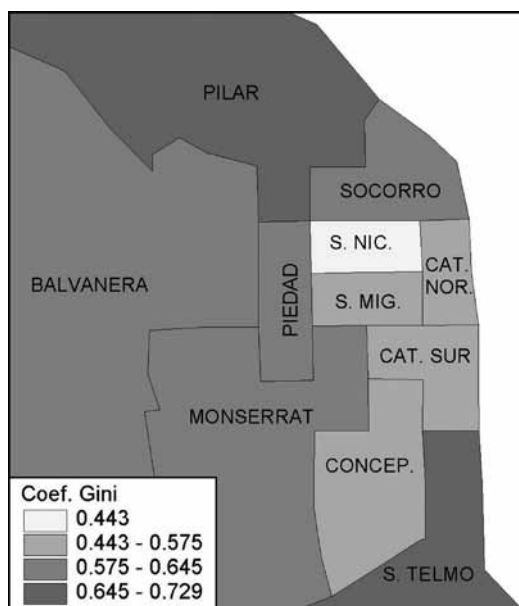 PILAR
SOCORRO
S. NIC.
CAT.
NOR.
BALVANERA
PIEDAD
S. MIG.
CAT. SUR
MONSERRAT
CONCEP.
S. TELMO
Coef. Gini
0.443
0.443 - 0.575
0.575 - 0.645
0.645 - 0.729